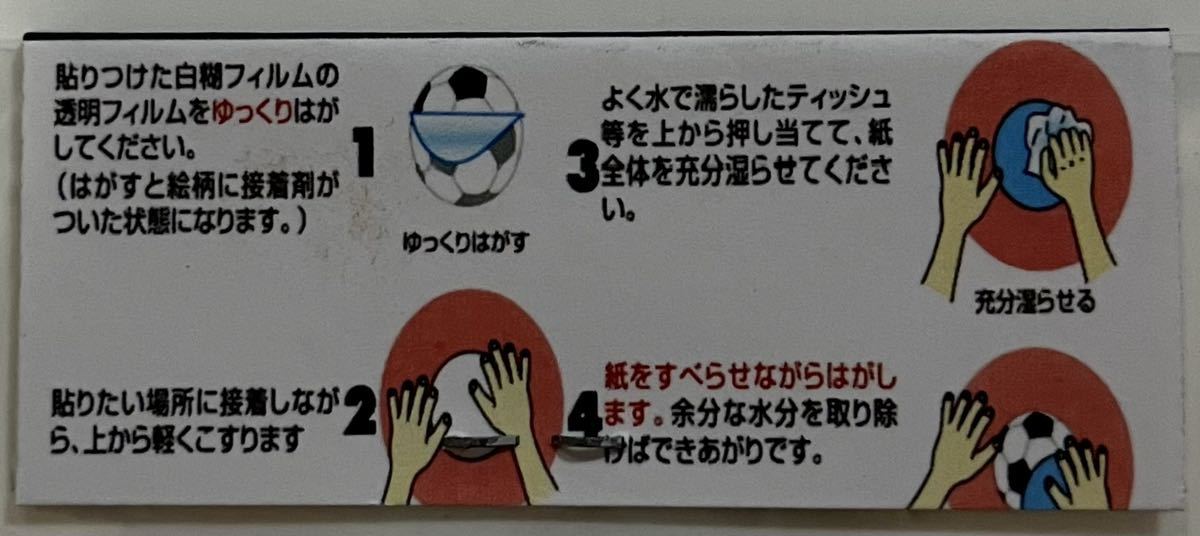 貼りつけた白糊フィルムの
透明フィルムをゆっくりはが
してください。
(はがすと絵柄に接着剤が
ついた状態になります。)
1
ゆっくりはがす
貼りたい場所に接着しなが
ら、上から軽くこすります
2
3
よく水で濡らしたティッシュ
等を上から押し当てて、紙
全体を充分湿らせてくださ
い。
充分湿らせる
4
紙をすべらせながらはがし
ます。余分な水分を取り除
けばできあがりです。